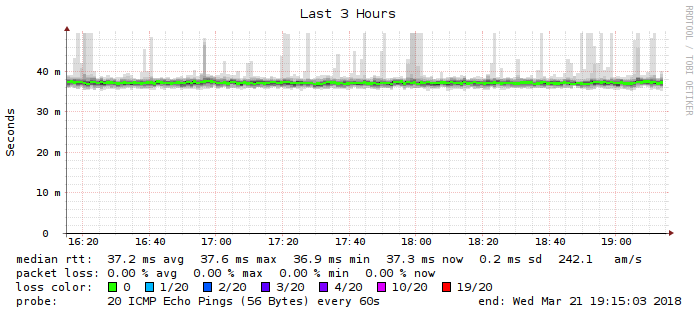 Last 3 Hours
RRDTOOL / TOBI OETIKER
Seconds
40 m
30 m
20 m
10 m
0
16:20 16:40 17:00 17:20 17:40 18:00 18:20 18:40 19:00
median rtt: 37.2 ms avg 37.6 ms max 36.9 ms min 37.3 ms now 0.2 ms sd 242.1 am/s
packet loss: 0.00 % avg 0.00 % max 0.00 % min 0.00 % now
loss color: 0 1/20 2/20 3/20 4/20 10/20 19/20
probe: 20 ICMP Echo Pings (56 Bytes) every 60s end: Wed Mar 21 19:15:03 2018